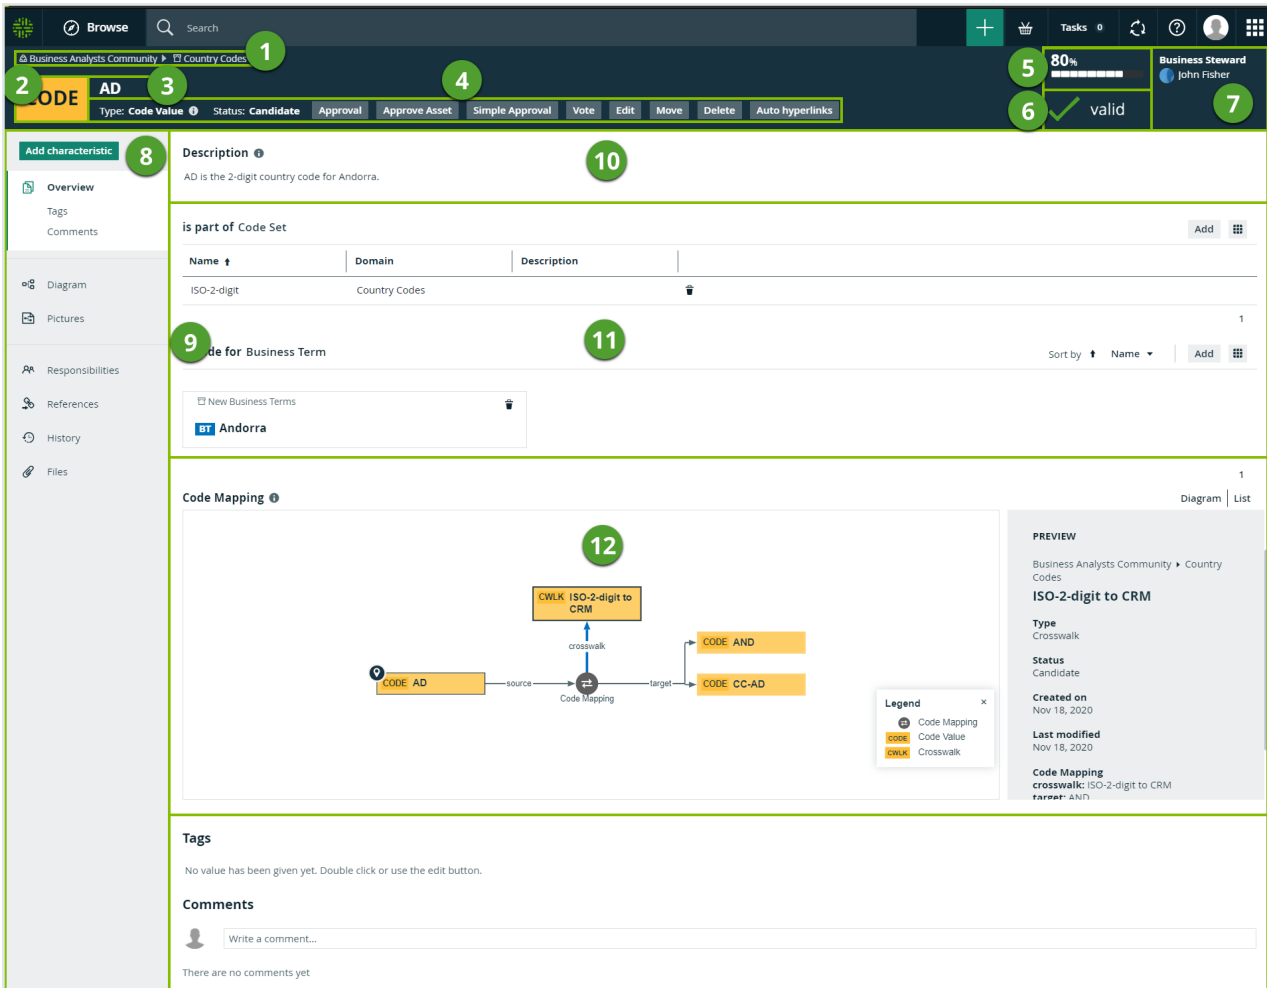 Browse
Search
Tasks 0
Business Analysts Community Country Codes
1
2
CODE
AD
3
4
Type: Code Value Status: Candidate Approval Approve Asset Simple Approval Vote Edit Move Delete Auto hyperlinks
5
80%
6
valid
Business Steward
John Fisher
7
Add characteristic
8
Overview
Tags
Comments
Diagram
Pictures
9
Responsibilities
References
History
Files
Description
10
AD is the 2-digit country code for Andorra.
is part of Code Set
Add
Name Domain Description
ISO-2-digit Country Codes
1
11
de for Business Term
Sort by Name Add
New Business Terms
BT Andorra
1
Code Mapping
Diagram List
12
CWLK ISO-2-digit to
CRM
crosswalk
CODE AND
CODE AD
source
target
CODE CC-AD
Code Mapping
Legend ×
Code Mapping
CODE Code Value
CWLK Crosswalk
PREVIEW
Business Analysts Community Country
Codes
ISO-2-digit to CRM
Type
Crosswalk
Status
Candidate
Created on
Nov 18, 2020
Last modified
Nov 18, 2020
Code Mapping
crosswalk: ISO-2-digit to CRM
target: AND
Tags
No value has been given yet. Double click or use the edit button.
Comments
Write a comment...
There are no comments yet